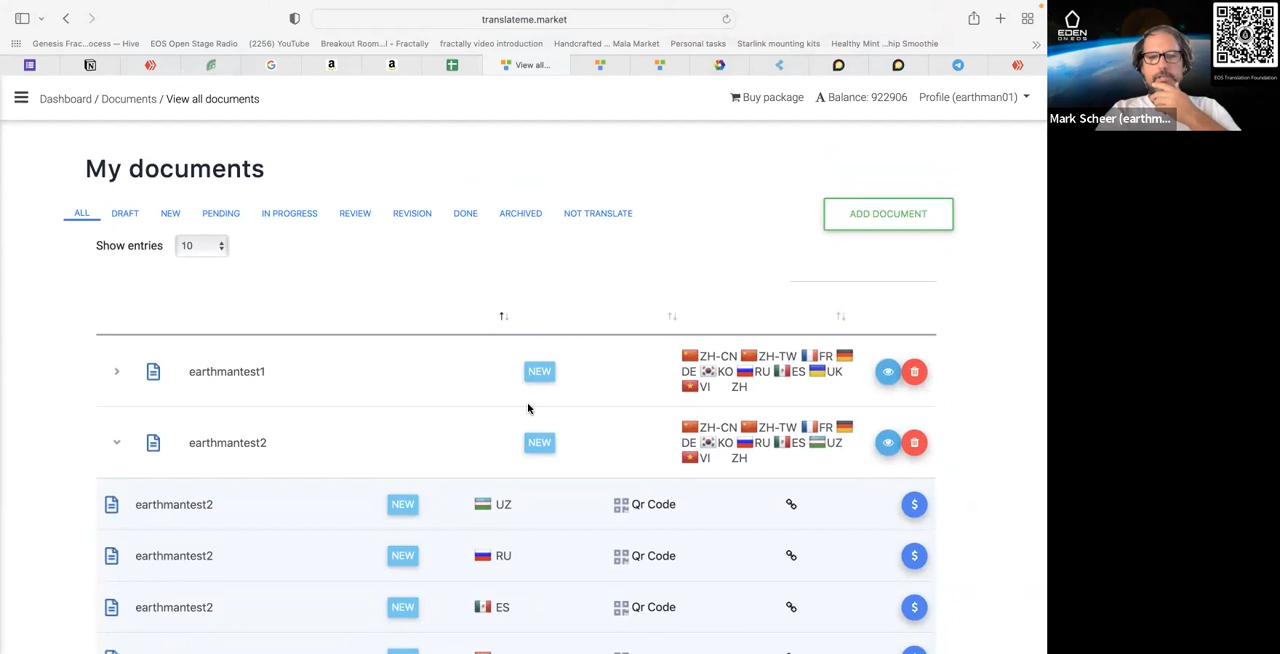 translateme.market
Genesis Frac...ocess — Hive EOS Open Stage Radio (2256) YouTube Breakout Room...l - Fractally fractally video introduction Handcrafted ... Mala Market Personal tasks Starlink mounting kits Healthy Mint ...hip Smoothie
View all...
Dashboard / Documents / View all documents
Buy package Balance: 922906 Profile (earthman01)
My documents
ALL DRAFT NEW PENDING IN PROGRESS REVIEW REVISION DONE ARCHIVED NOT TRANSLATE
ADD DOCUMENT
Show entries 10
earthmantest1 NEW
ZH-CN ZH-TW FR
DE KO RU ES UK
VI ZH
earthmantest2 NEW
ZH-CN ZH-TW FR
DE KO RU ES UZ
VI ZH
earthmantest2 NEW UZ Qr Code $
earthmantest2 NEW RU Qr Code $
earthmantest2 NEW ES Qr Code $
EDEN
ON EOS
EOS Translation Foundation
Mark Scheer (earthm...